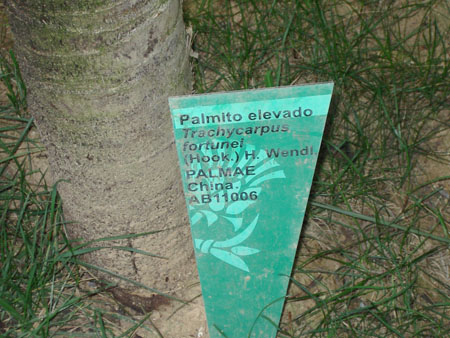 Palmito elevado
Trachycarpus
fortunei
(Hook.) H. Wendl.
PALMAE
China.
AB11006